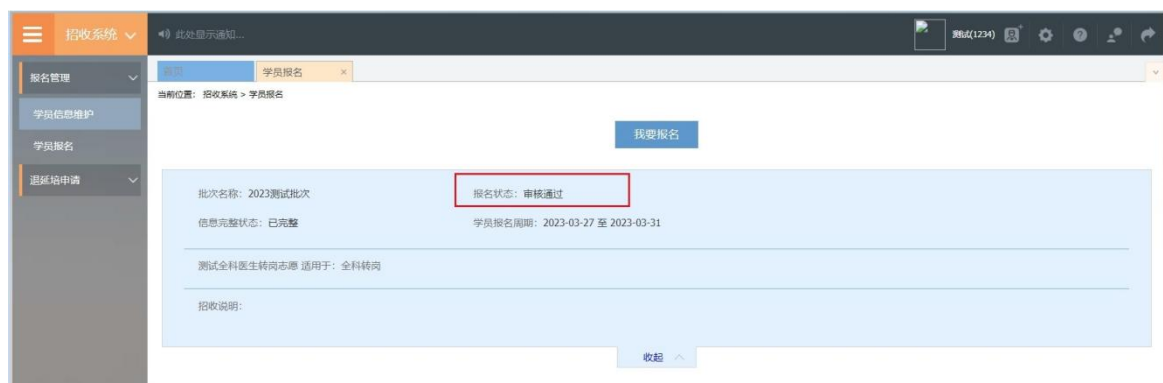 招收系统
此处显示通知...
测试(1234)
报名管理
首页
学员报名
当前位置: 招收系统 > 学员报名
学员信息维护
学员报名
我要报名
退延培申请
批次名称: 2023测试批次
报名状态: 审核通过
信息完整状态: 已完整
学员报名周期: 2023-03-27 至 2023-03-31
测试全科医生转岗志愿 适用于: 全科转岗
招收说明:
收起